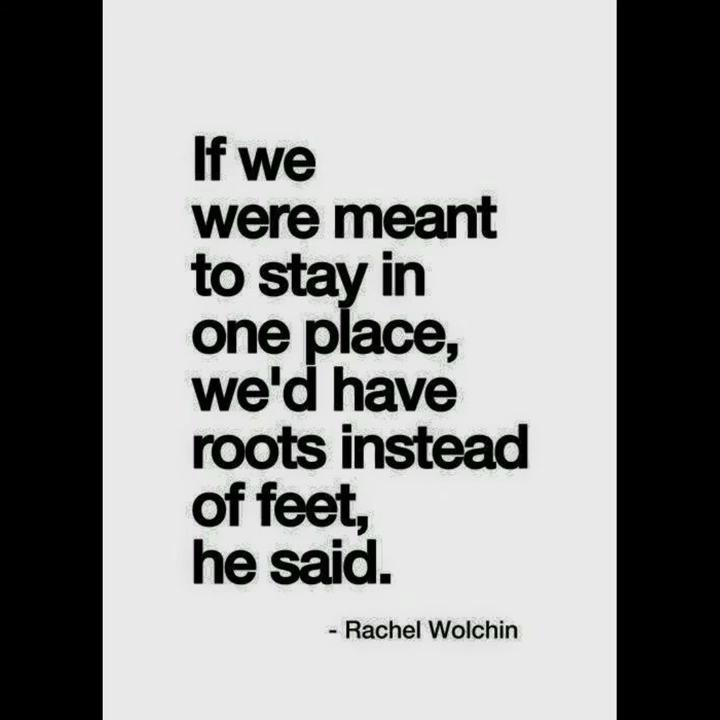 If we
were meant
to stay in
one place,
we'd have
roots instead
of feet,
he said.
- Rachel Wolchin